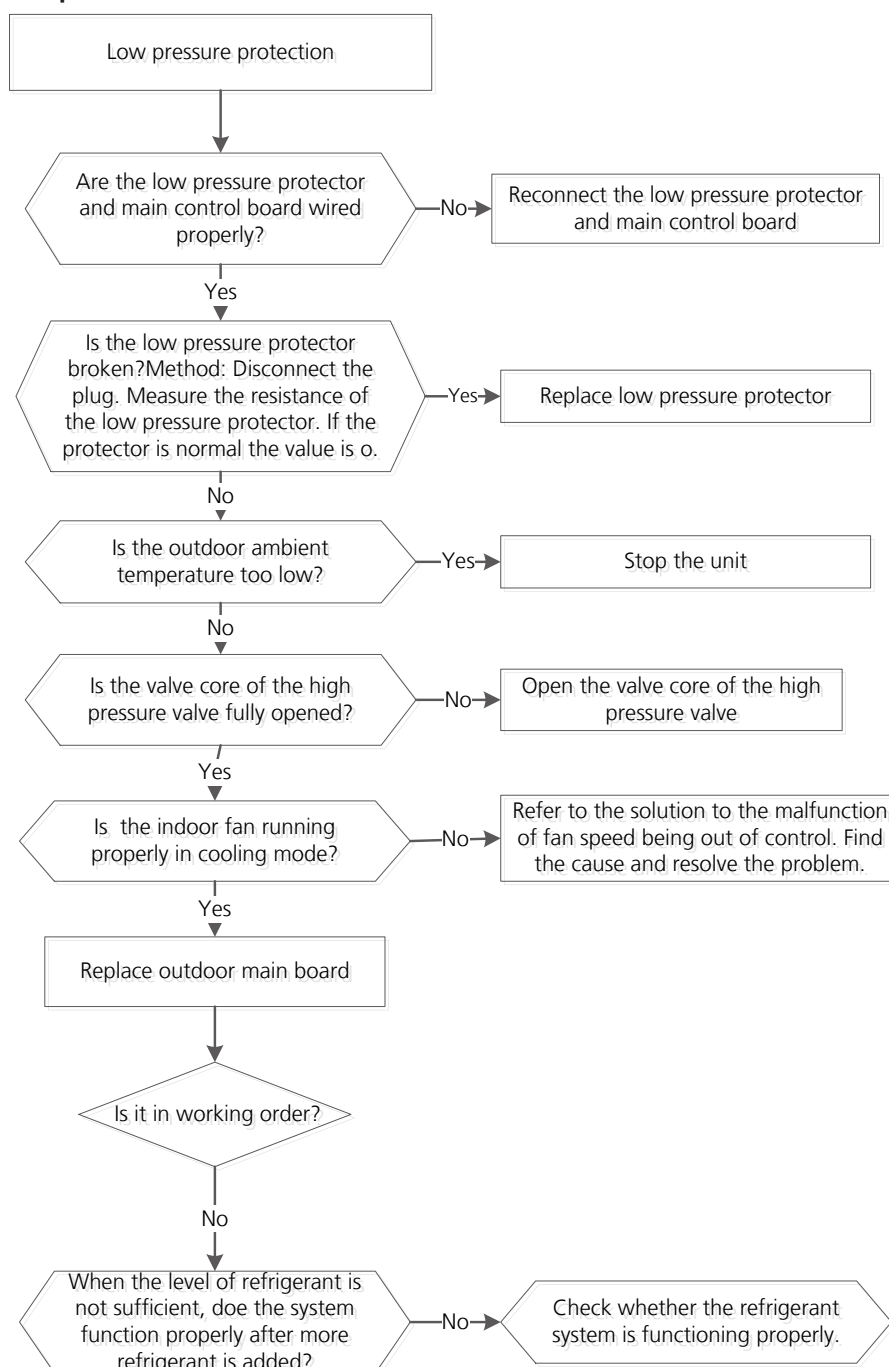 Low pressure protection
Are the low pressure protector
and main control board wired
properly?
No
Reconnect the low pressure protector
and main control board
Yes
Is the low pressure protector
broken?Method: Disconnect the
plug. Measure the resistance of
the low pressure protector. If the
protector is normal the value is o.
Yes
Replace low pressure protector
No
Is the outdoor ambient
temperature too low?
Yes
Stop the unit
No
Is the valve core of the high
pressure valve fully opened?
No
Open the valve core of the high
pressure valve
Yes
Is the indoor fan running
properly in cooling mode?
No
Refer to the solution to the malfunction
of fan speed being out of control. Find
the cause and resolve the problem.
Yes
Replace outdoor main board
Is it in working order?
No
When the level of refrigerant is
not sufficient, doe the system
function properly after more
refrigerant is added?
No
Check whether the refrigerant
system is functioning properly.